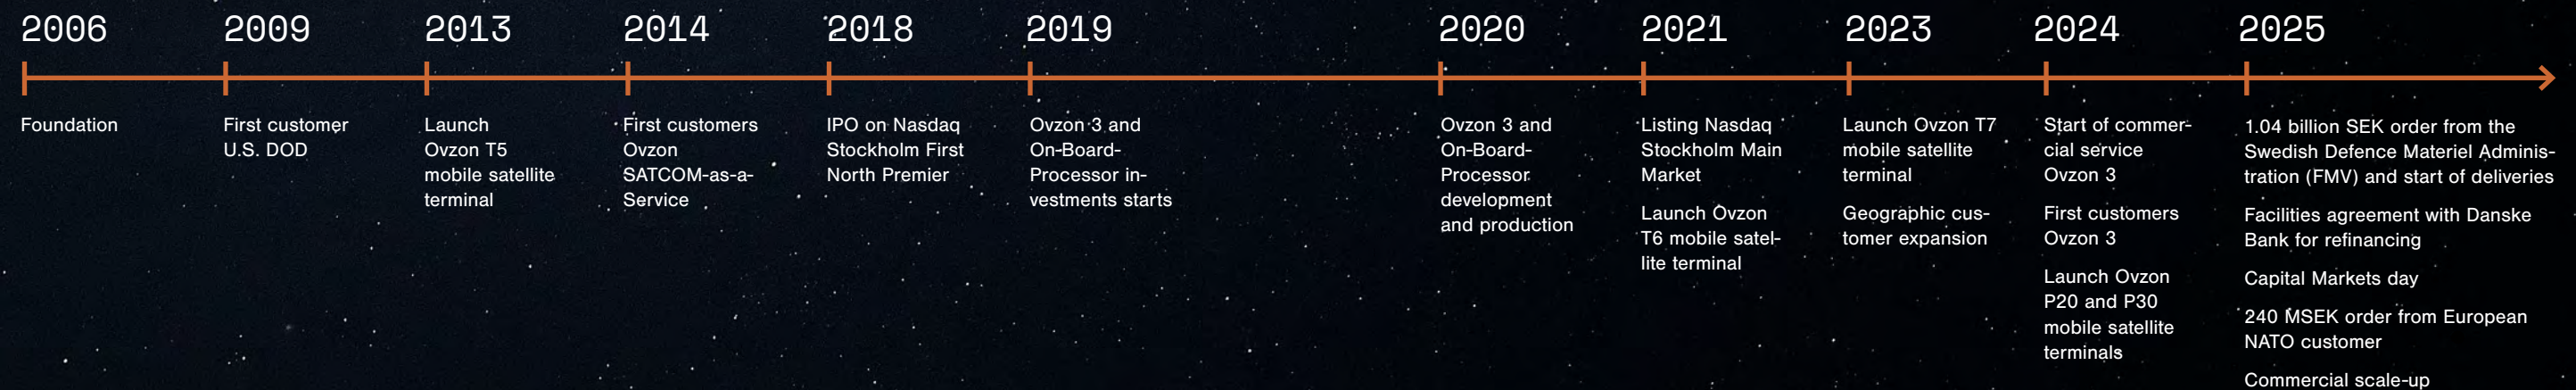 2006
2009
2013
2014
2018
2019
2020
2021
2023
2024
2025
Foundation
First customer
U.S. DOD
Launch
Ovzon T5
mobile satellite
terminal
First customers
Ovzon
SATCOM-as-a-
Service
IPO on Nasdaq
Stockholm First
North Premier
Ovzon 3 and
On-Board-
Processor in-
vestments starts
Ovzon 3 and
On-Board-
Processor
development
and production
Listing Nasdaq
Stockholm Main
Market
Launch Ovzon
T6 mobile satel-
lite terminal
Launch Ovzon T7
mobile satellite
terminal
Geographic cus-
tomer expansion
Start of commer-
cial service
Ovzon 3
First customers
Ovzon 3
Launch Ovzon
P20 and P30
mobile satellite
terminals
1.04 billion SEK order from the
Swedish Defence Materiel Adminis-
tration (FMV) and start of deliveries
Facilities agreement with Danske
Bank for refinancing
Capital Markets day
240 MSEK order from European
NATO customer
Commercial scale-up